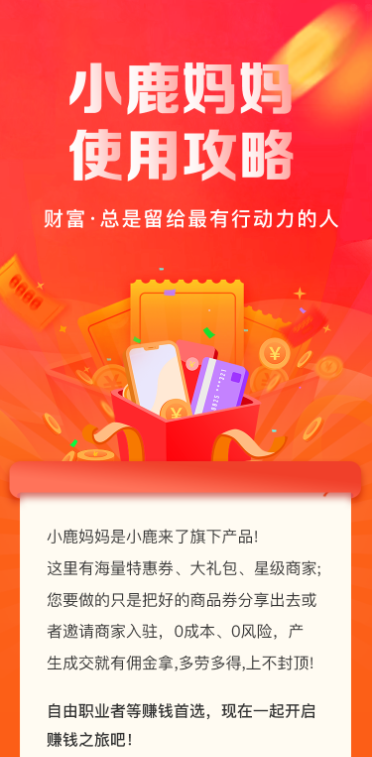 小鹿妈妈
使用攻略
财富·总是留给最有行动力的人
小鹿妈妈是小鹿来了旗下产品!
这里有海量特惠券、大礼包、星级商家;
您要做的只是把好的商品券分享出去或
者邀请商家入驻，0成本、0风险，产
生成交就有佣金拿,多劳多得,上不封顶!
自由职业者等赚钱首选，现在一起开启
赚钱之旅吧!